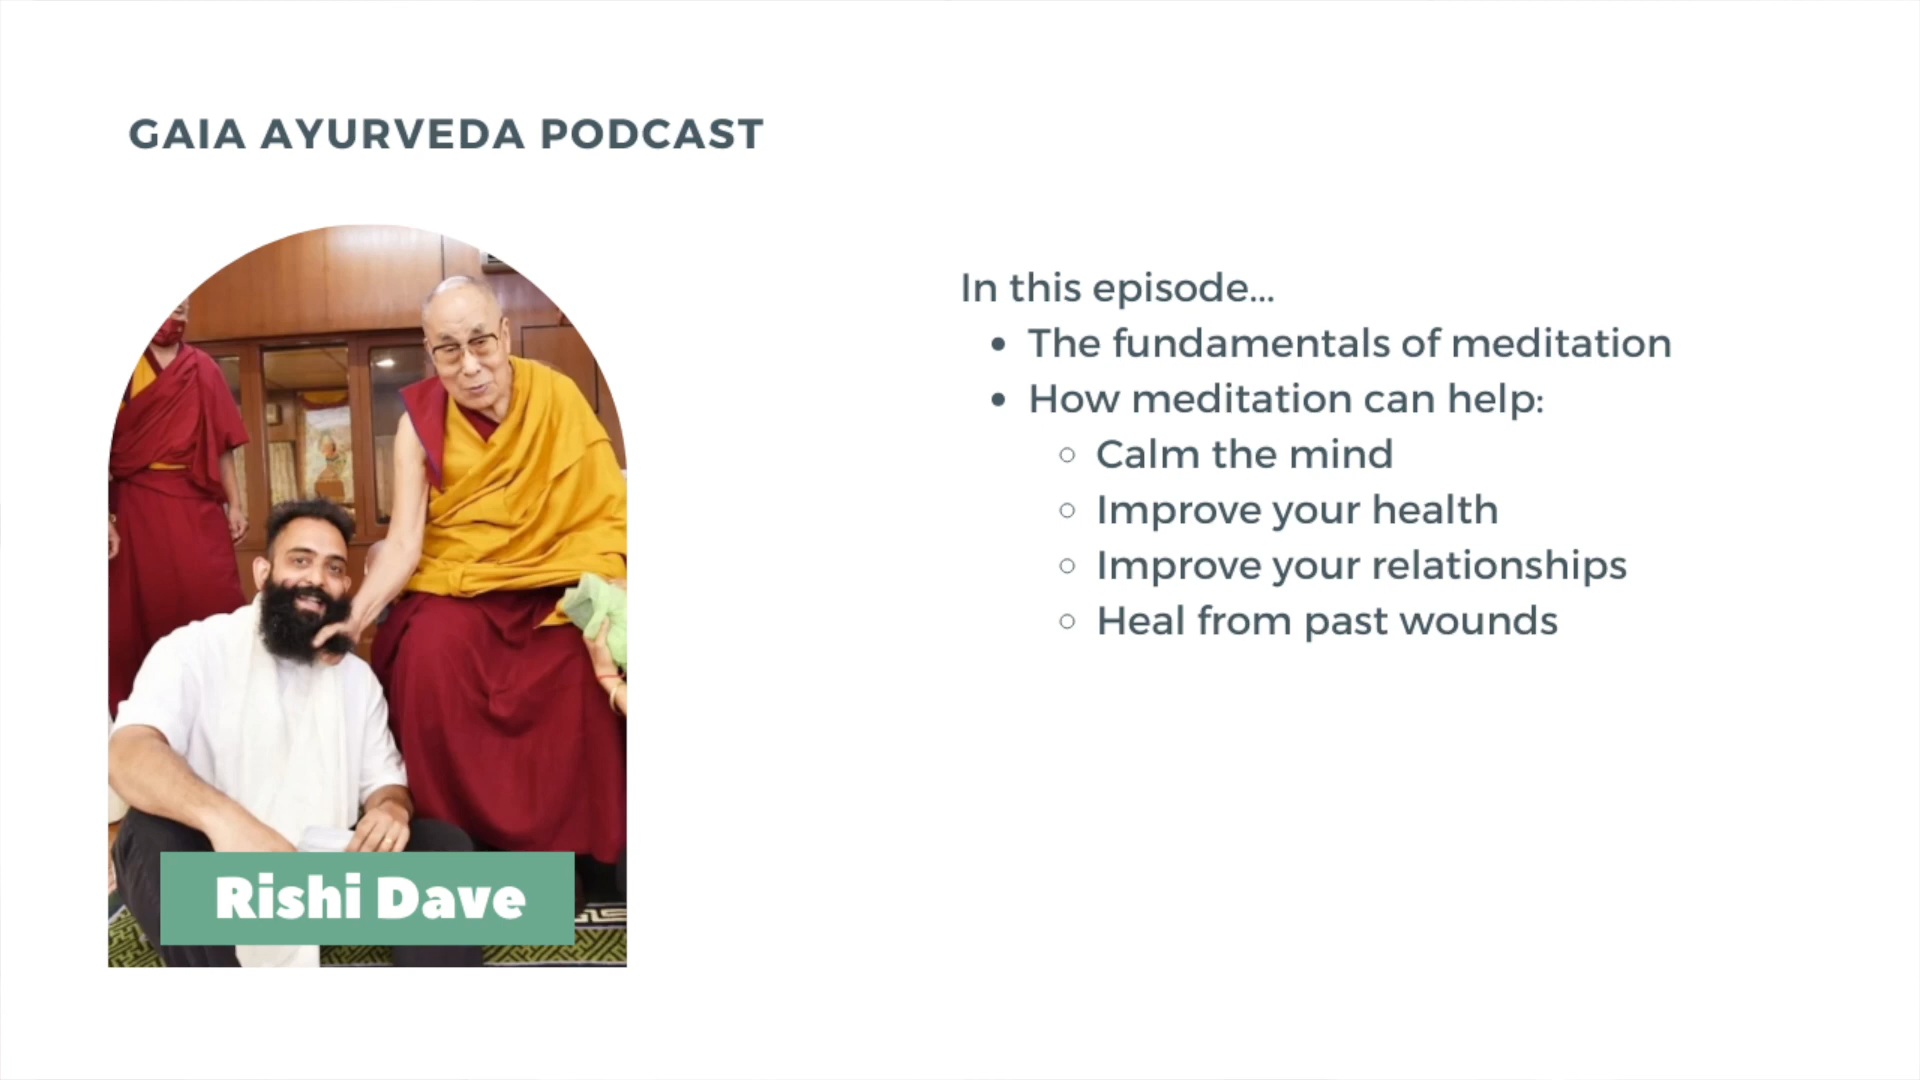 GAIA AYURVEDA PODCAST
In this episode...
The fundamentals of meditation
How meditation can help:
Calm the mind
Improve your health
Improve your relationships
Heal from past wounds
Rishi Dave